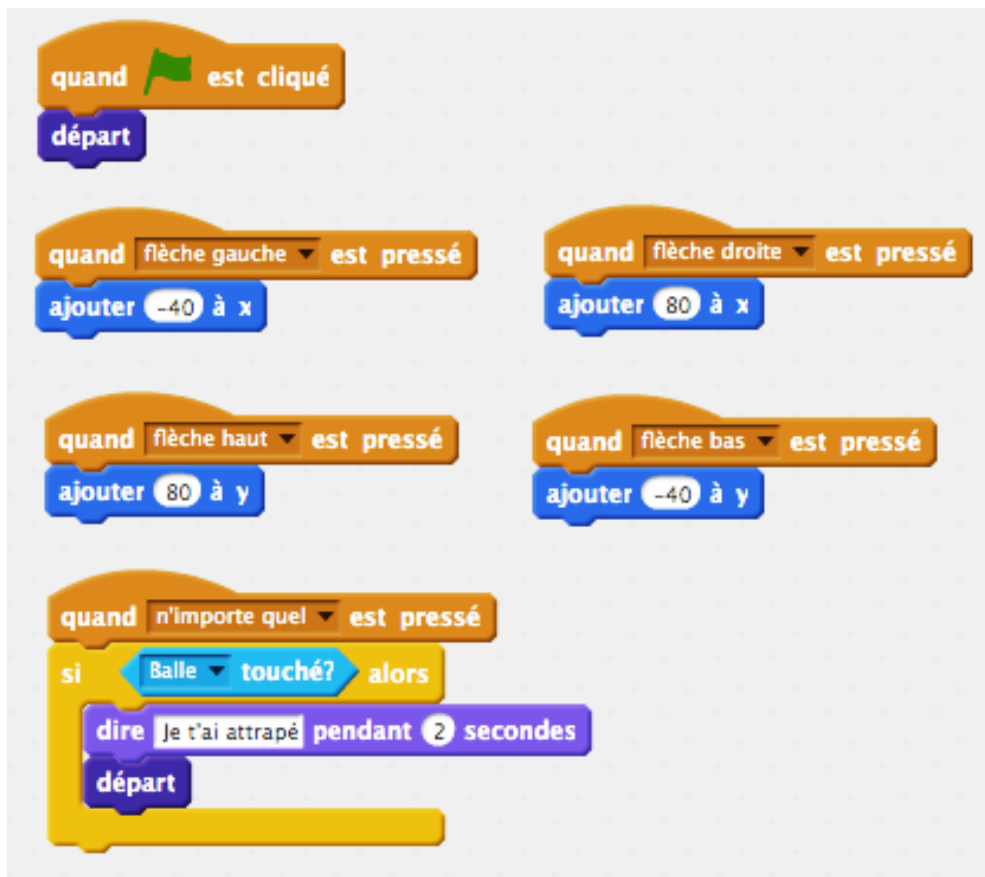 quand est cliqué
départ
quand flèche gauche est pressé
ajouter -40 à x
quand flèche droite est pressé
ajouter 80 à x
quand flèche haut est pressé
ajouter 80 à y
quand flèche bas est pressé
ajouter -40 à y
quand n'importe quel est pressé
si Balle touché? alors
dire Je t'ai attrapé pendant 2 secondes
départ